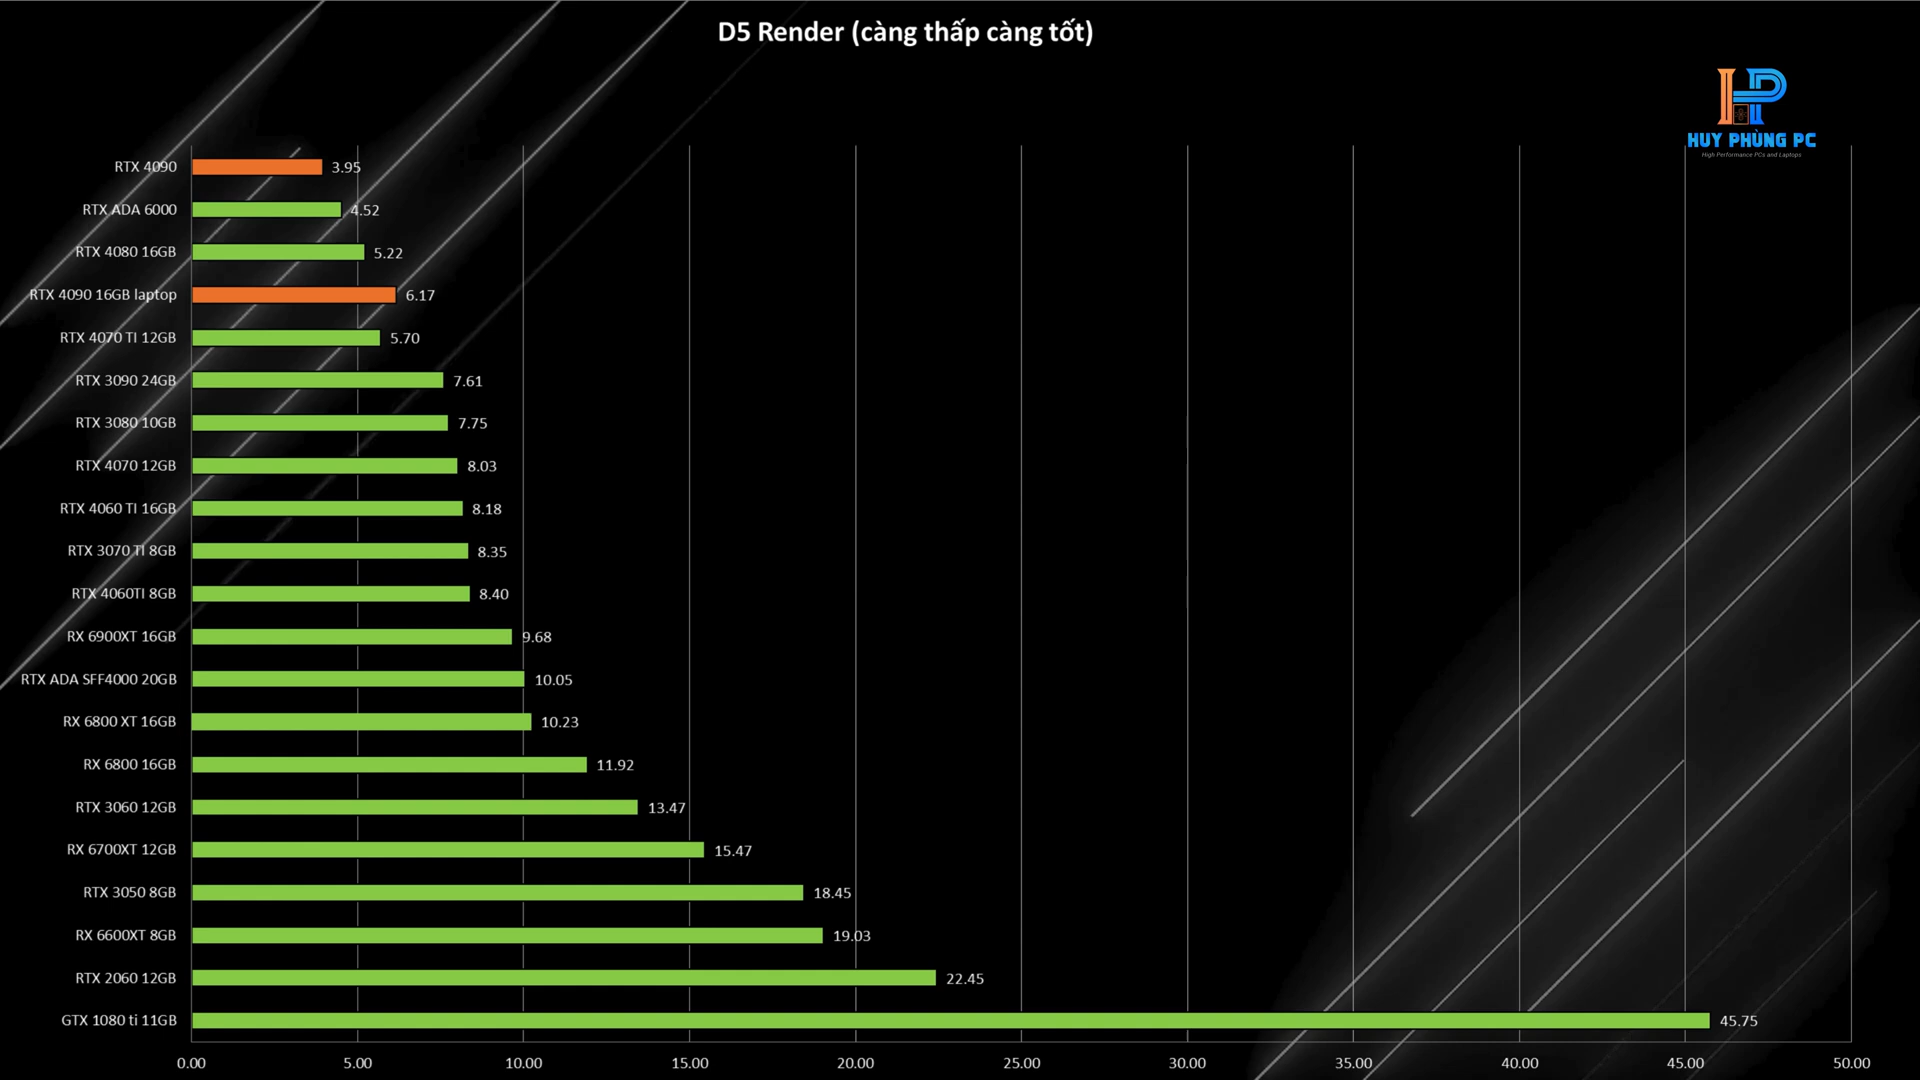 D5 Render (càng thấp càng tốt)
HUY PHÙNG PC
High Performance PCs and Laptops
RTX 4090 3.95
RTX ADA 6000 4.52
RTX 4080 16GB 5.22
RTX 4090 16GB laptop 6.17
RTX 4070 TI 12GB 5.70
RTX 3090 24GB 7.61
RTX 3080 10GB 7.75
RTX 4070 12GB 8.03
RTX 4060 TI 16GB 8.18
RTX 3070 TI 8GB 8.35
RTX 4060TI 8GB 8.40
RX 6900XT 16GB 9.68
RTX ADA SFF4000 20GB 10.05
RX 6800 XT 16GB 10.23
RX 6800 16GB 11.92
RTX 3060 12GB 13.47
RX 6700XT 12GB 15.47
RTX 3050 8GB 18.45
RX 6600XT 8GB 19.03
RTX 2060 12GB 22.45
GTX 1080 ti 11GB 45.75
0.00 5.00 10.00 15.00 20.00 25.00 30.00 35.00 40.00 45.00 50.00